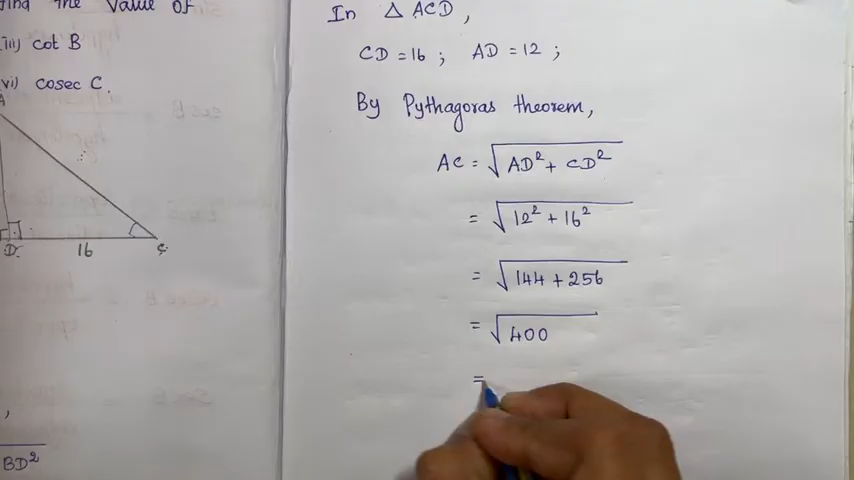 find the value of
(iii) cot B
(vi) cosec C.
A
D
16
C
,
BD²
In △ ACD,
CD = 16 ; AD = 12 ;
By Pythagoras theorem,
AC = √AD² + CD²
= √12² + 16²
= √144 + 256
= √400
=